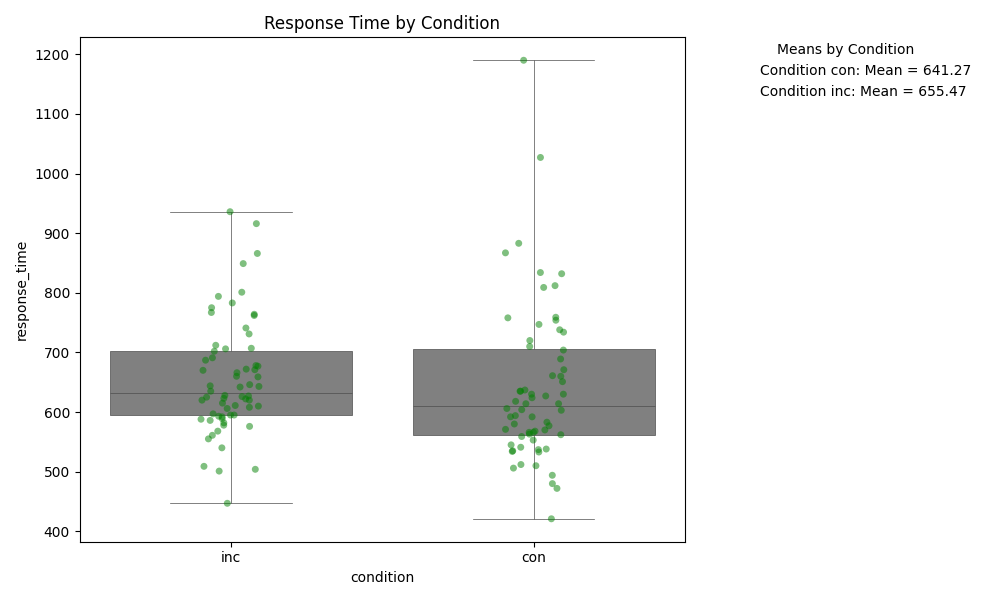 Response Time by Condition
Means by Condition
Condition con: Mean = 641.27
Condition inc: Mean = 655.47
response_time
1200
1100
1000
900
800
700
600
500
400
inc
con
condition